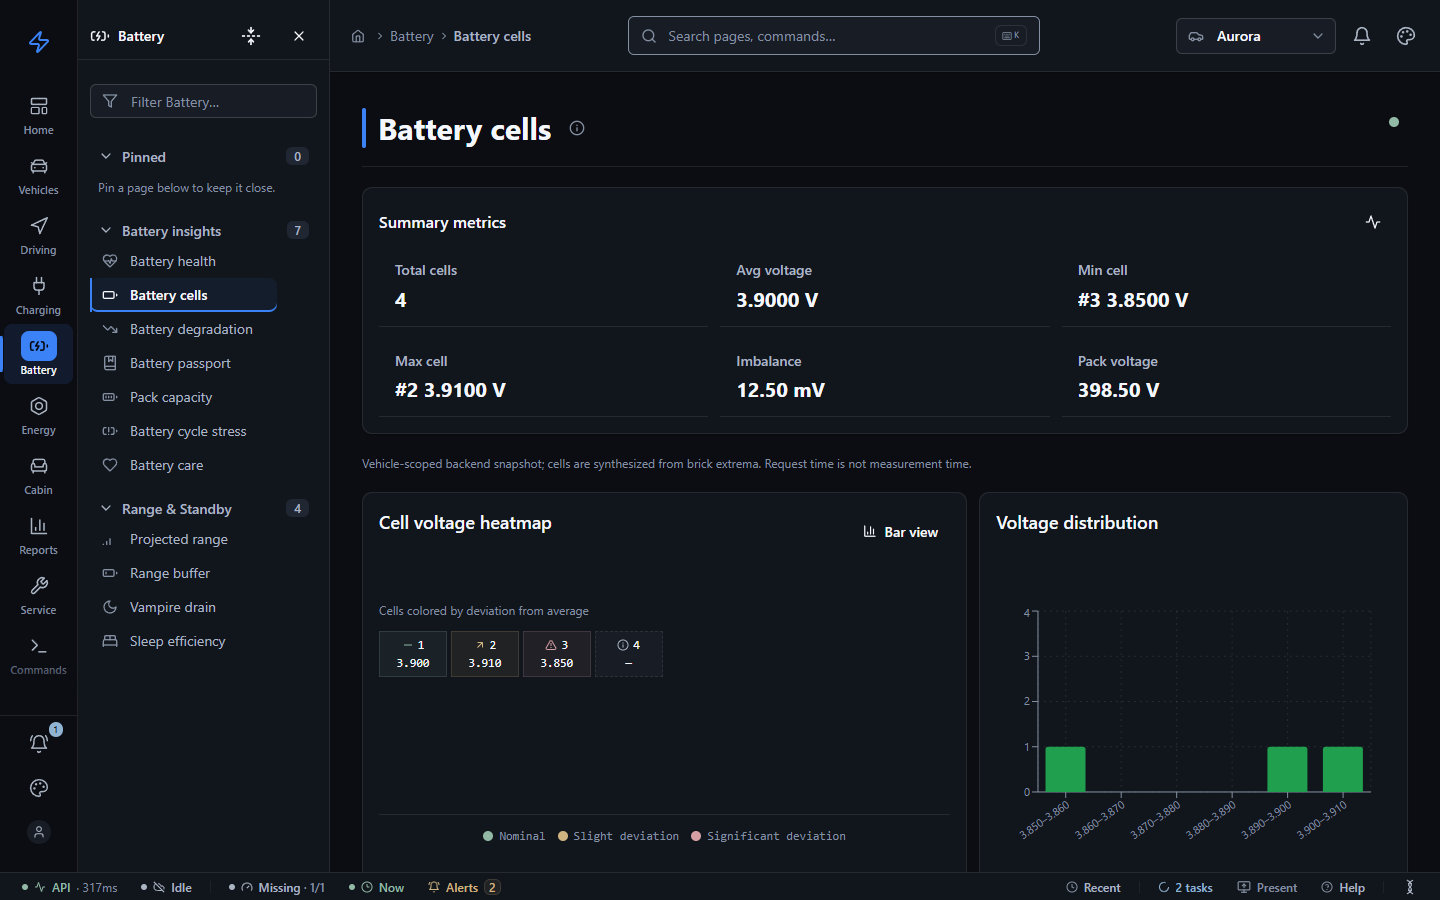 Battery
Battery
Battery cells
Search pages, commands...
K
Aurora
Home
Vehicles
Driving
Charging
Battery
Energy
Cabin
Reports
Service
Commands
1
Filter Battery...
Pinned
0
Pin a page below to keep it close.
Battery insights
7
Battery health
Battery cells
Battery degradation
Battery passport
Pack capacity
Battery cycle stress
Battery care
Range & Standby
4
Projected range
Range buffer
Vampire drain
Sleep efficiency
Battery cells
Summary metrics
Total cells
4
Avg voltage
3.9000 V
Min cell
#3 3.8500 V
Max cell
#2 3.9100 V
Imbalance
12.50 mV
Pack voltage
398.50 V
Vehicle-scoped backend snapshot; cells are synthesized from brick extrema. Request time is not measurement time.
Cell voltage heatmap
Bar view
Cells colored by deviation from average
1
3.900
2
3.910
3
3.850
4
—
Nominal
Slight deviation
Significant deviation
Voltage distribution
4
3
2
1
0
3.850–3.860
3.860–3.870
3.870–3.880
3.880–3.890
3.890–3.900
3.900–3.910
API · 317ms
Idle
Missing · 1/1
Now
Alerts 2
Recent
2 tasks
Present
Help